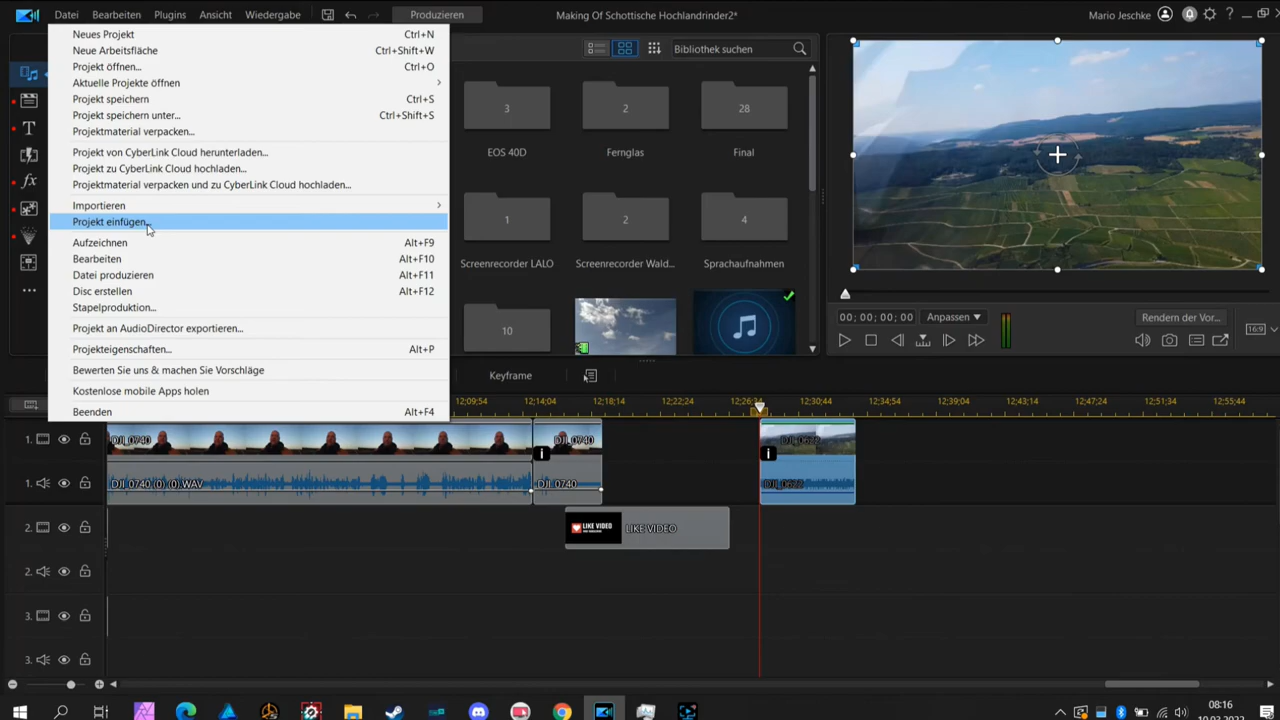 Datei Bearbeiten Plugins Ansicht Wiedergabe Produzieren Making Of Schottische Hochlandrinder2* Mario Jeschke
Neues Projekt Ctrl+N
Neue Arbeitsfläche Ctrl+Shift+W
Projekt öffnen... Ctrl+O
Aktuelle Projekte öffnen
Projekt speichern Ctrl+S
Projekt speichern unter... Ctrl+Shift+S
Projektmaterial verpacken...
Projekt von CyberLink Cloud herunterladen...
Projekt zu CyberLink Cloud hochladen...
Projektmaterial verpacken und zu CyberLink Cloud hochladen...
Importieren
Projekt einfügen...
Aufzeichnen Alt+F9
Bearbeiten Alt+F10
Datei produzieren Alt+F11
Disc erstellen Alt+F12
Stapelproduktion...
Projekt an AudioDirector exportieren...
Projekteigenschaften... Alt+P
Bewerten Sie uns & machen Sie Vorschläge
Kostenlose mobile Apps holen
Beenden Alt+F4
Bibliothek suchen
3 2 28
EOS 40D Fernglas Final
1 2 4
Screenrecorder LALO Screenrecorder Wald... Sprachaufnahmen
10
00; 00; 00; 00 Anpassen Rendern der Vor...
16:9
Keyframe
12:09:54 12:14:04 12:18:14 12:22:24 12:26:34 12:30:44 12:34:54 12:39:04 12:43:14 12:47:24 12:51:34 12:55:44
1. DJI_0740 DJI_0740
1. DJI_0740 (0) (0).WAV DJI_0740
2. LIKE VIDEO LIKE VIDEO
2.
3.
3.
08:16